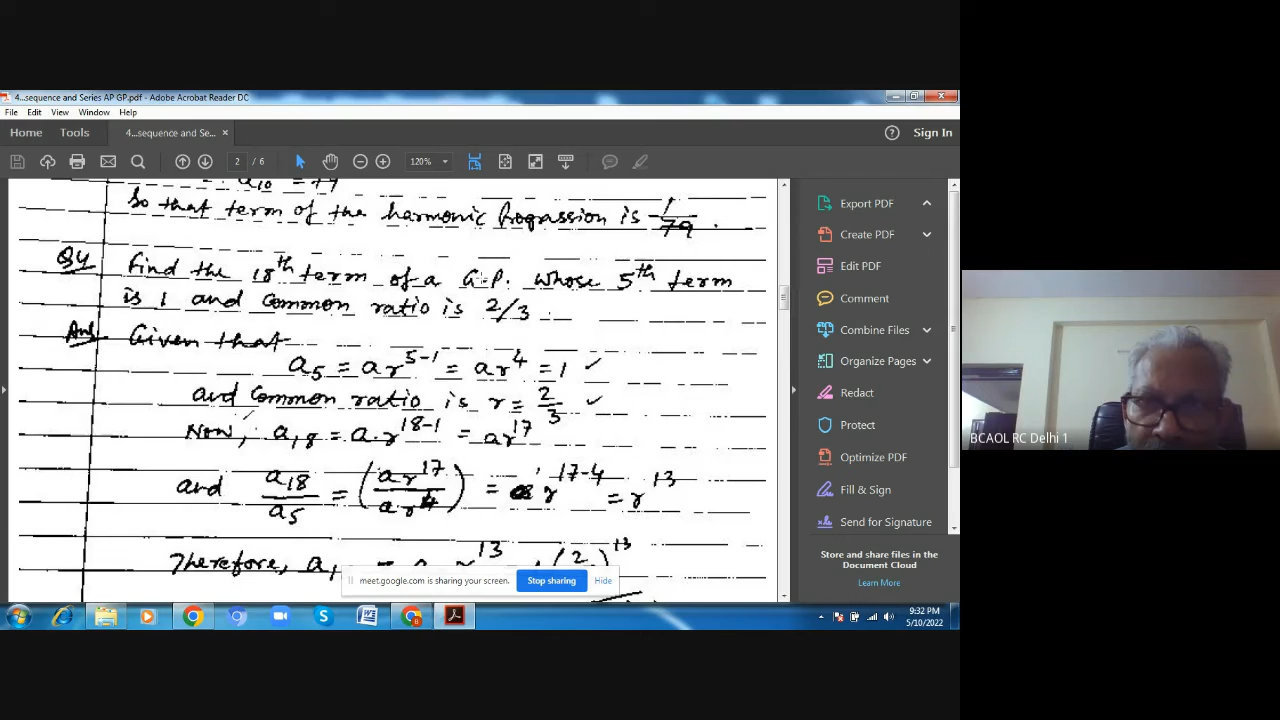 4...sequence and Series AP GP.pdf - Adobe Acrobat Reader DC
File Edit View Window Help
Home Tools 4...sequence and Se... × Sign In
2 / 6 120%
a10 = 79
So that term of the harmonic Progassion is 1/79 .
Q4 Find the 18th term of a G.P. whose 5th term
is 1 and Common ratio is 2/3 .
Ans Given that
a5 = ar^5-1 = ar^4 = 1 ✓
and Common ratio is r = 2/3 ✓
Now, a18 = a.r^18-1 = ar^17
and a18/a5 = (ar^17/ar^4) = r^17-4 = r^13
Therefore, a
meet.google.com is sharing your screen. Stop sharing Hide
Export PDF
Create PDF
Edit PDF
Comment
Combine Files
Organize Pages
Redact
Protect
Optimize PDF
Fill & Sign
Send for Signature
Store and share files in the
Document Cloud
Learn More
BCAOL RC Delhi 1
9:32 PM
5/10/2022